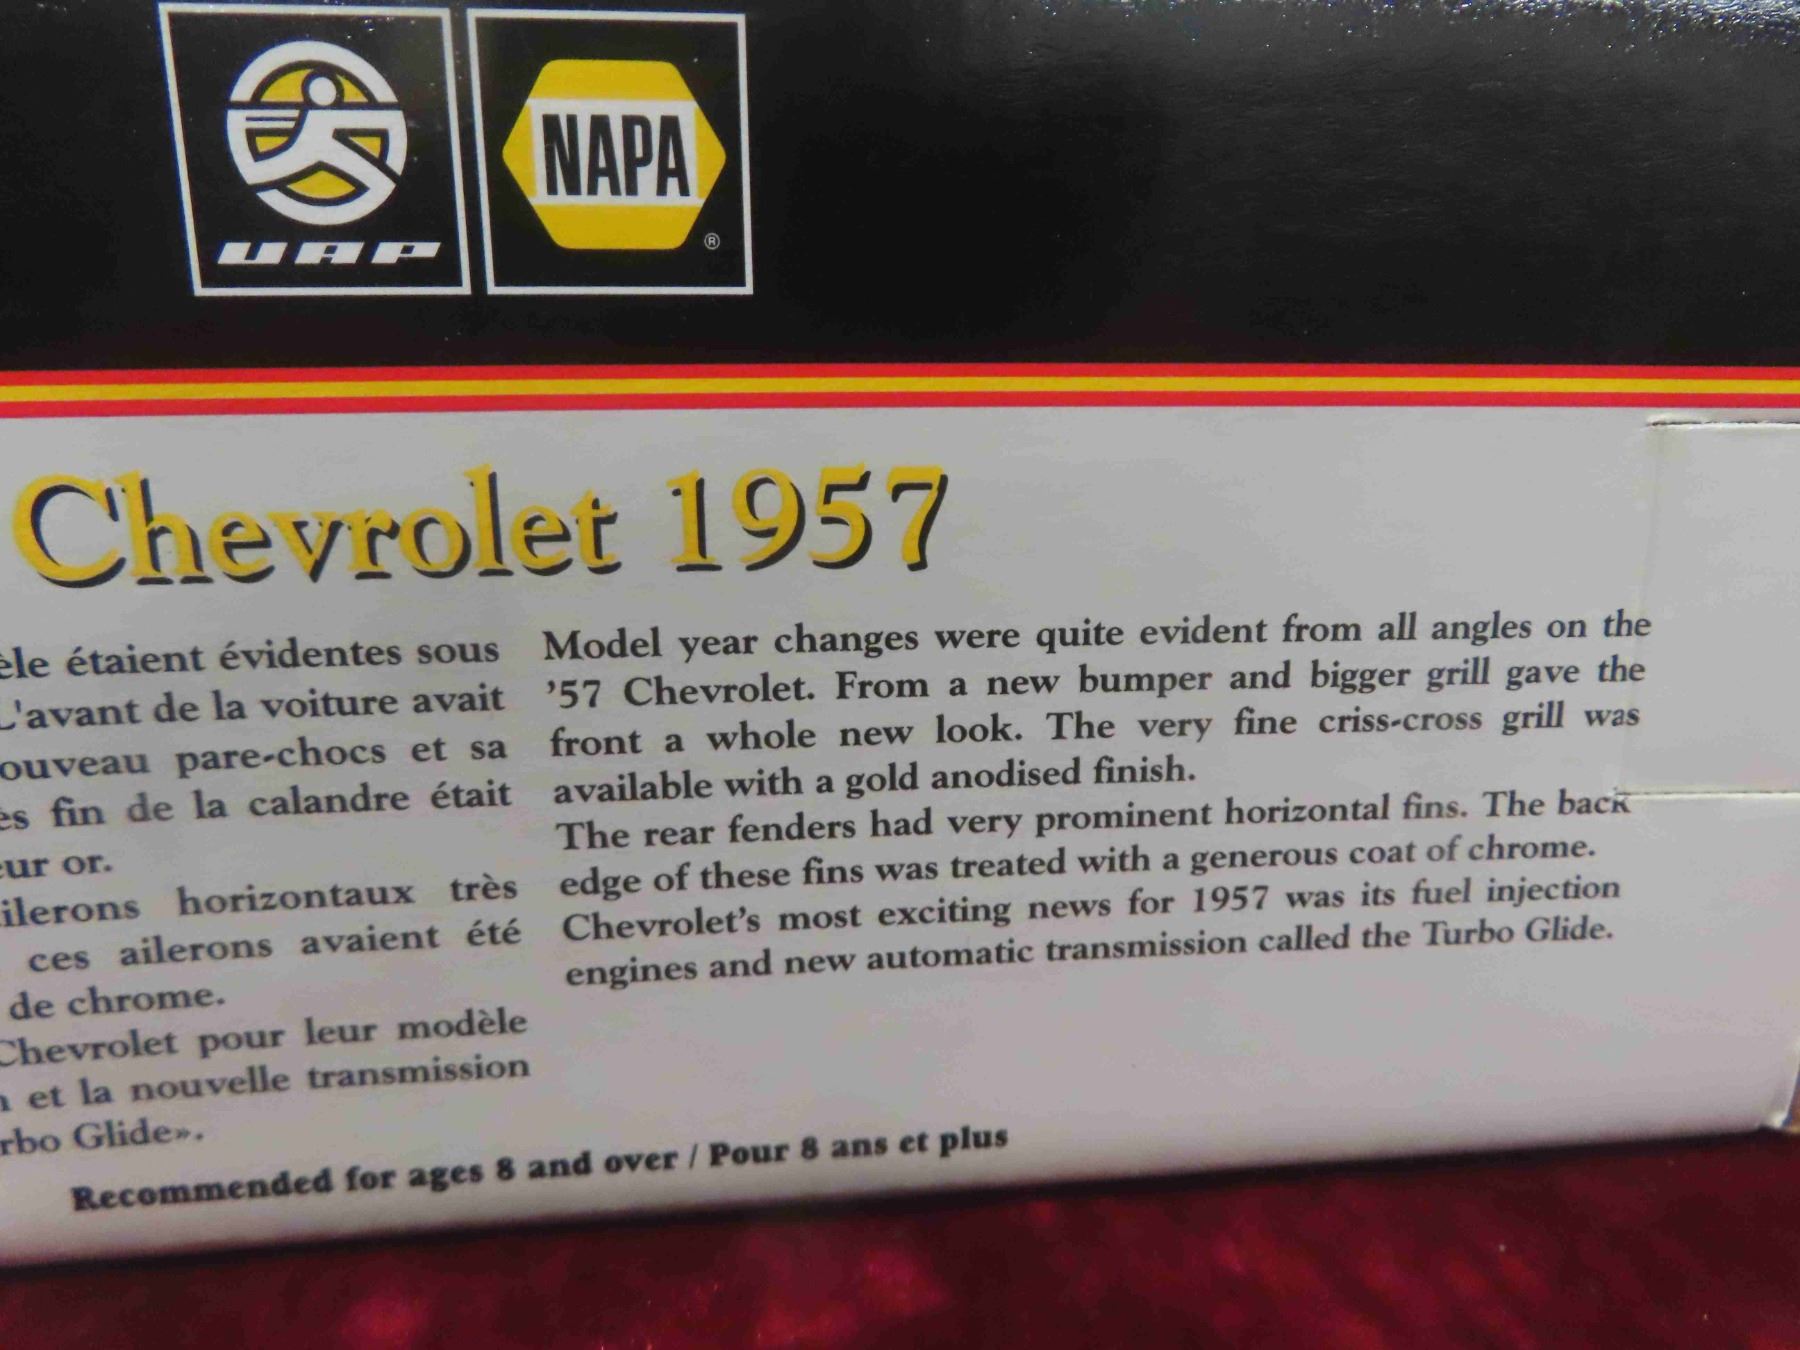 UAP
NAPA
®
Chevrolet 1957
étaient évidentes sous
L'avant de la voiture avait
pare-chocs et sa
fin de la calandre était
or.
horizontaux très
ces ailerons avaient été
de chrome.
Chevrolet pour leur modèle
et la nouvelle transmission
Glide».
Model year changes were quite evident from all angles on the
’57 Chevrolet. From a new bumper and bigger grill gave the
front a whole new look. The very fine criss-cross grill was
available with a gold anodised finish.
The rear fenders had very prominent horizontal fins. The back
edge of these fins was treated with a generous coat of chrome.
Chevrolet’s most exciting news for 1957 was its fuel injection
engines and new automatic transmission called the Turbo Glide.
Recommended for ages 8 and over / Pour 8 ans et plus